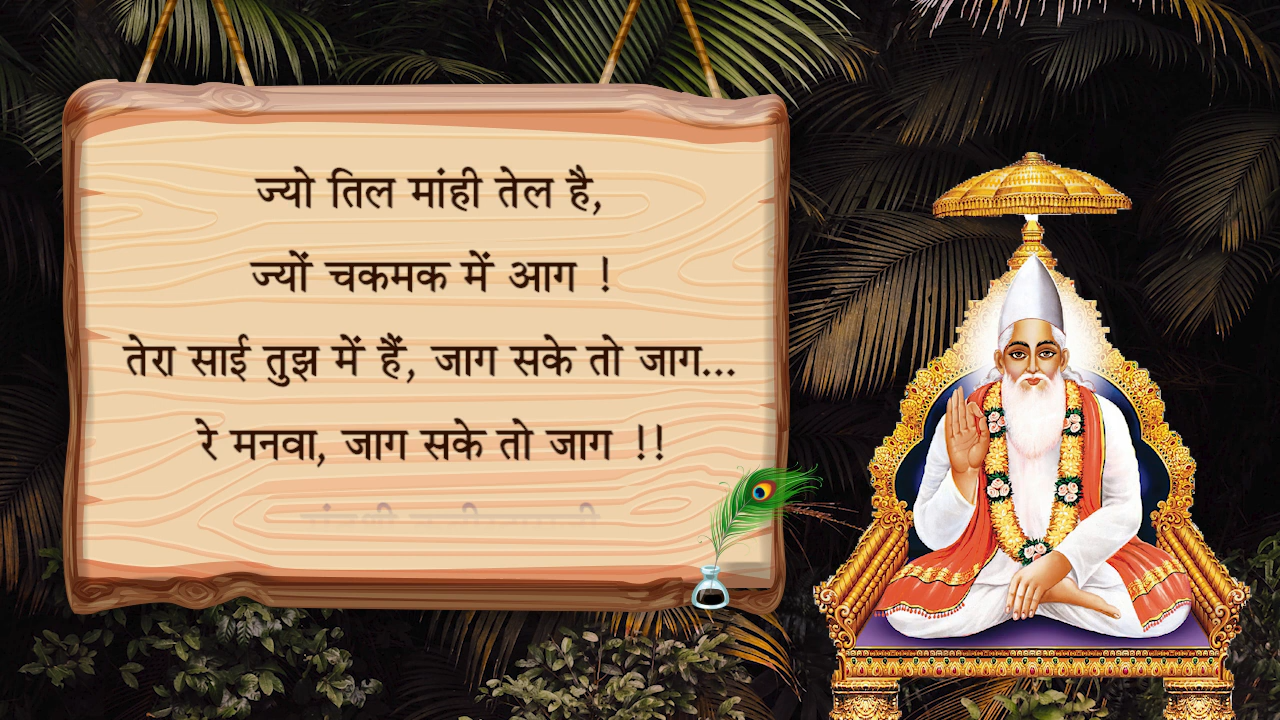 ज्यो तिल मांही तेल है,
ज्यों चकमक में आग !
तेरा साई तुझ में हैं, जाग सके तो जाग...
रे मनवा, जाग सके तो जाग !!